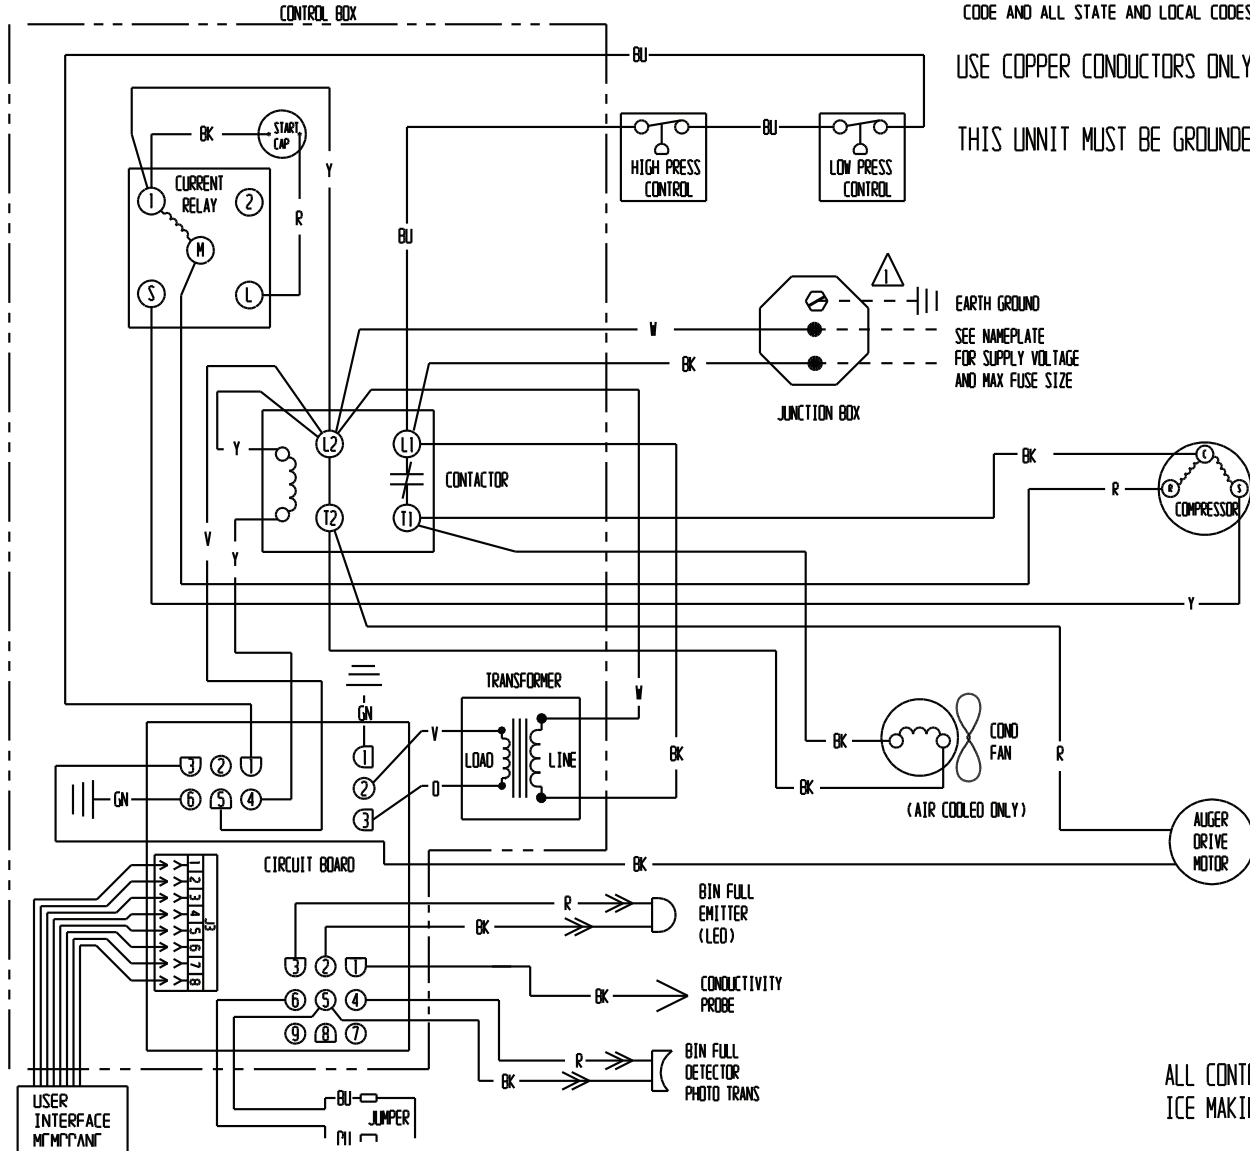 CONTROL BOX
CODE AND ALL STATE AND LOCAL CODES
USE COPPER CONDUCTORS ONLY
THIS UNNIT MUST BE GROUNDE
BU
BK
START
CAP
CURRENT
RELAY
1
2
M
S
L
R
Y
BU
BU
HIGH PRESS
CONTROL
LOW PRESS
CONTROL
1
EARTH GROUND
SEE NAMEPLATE
FOR SUPPLY VOLTAGE
AND MAX FUSE SIZE
W
BK
JUNCTION BOX
Y
L2
L1
T2
T1
CONTACTOR
V
Y
BK
R
C
R
S
COMPRESSOR
Y
TRANSFORMER
LOAD
LINE
V
O
W
BK
GN
1
2
3
3
2
1
6
5
4
GN
BK
BK
COND
FAN
(AIR COOLED ONLY)
R
AUGER
DRIVE
MOTOR
BK
CIRCUIT BOARD
1
2
3
4
5
6
7
8
J3
R
BK
BIN FULL
EMITTER
(LED)
3
2
1
6
5
4
9
8
7
BK
CONDUCTIVITY
PROBE
R
BK
BIN FULL
DETECTOR
PHOTO TRANS
BU
JUMPER
USER
INTERFACE
ALL CONT
ICE MAKI